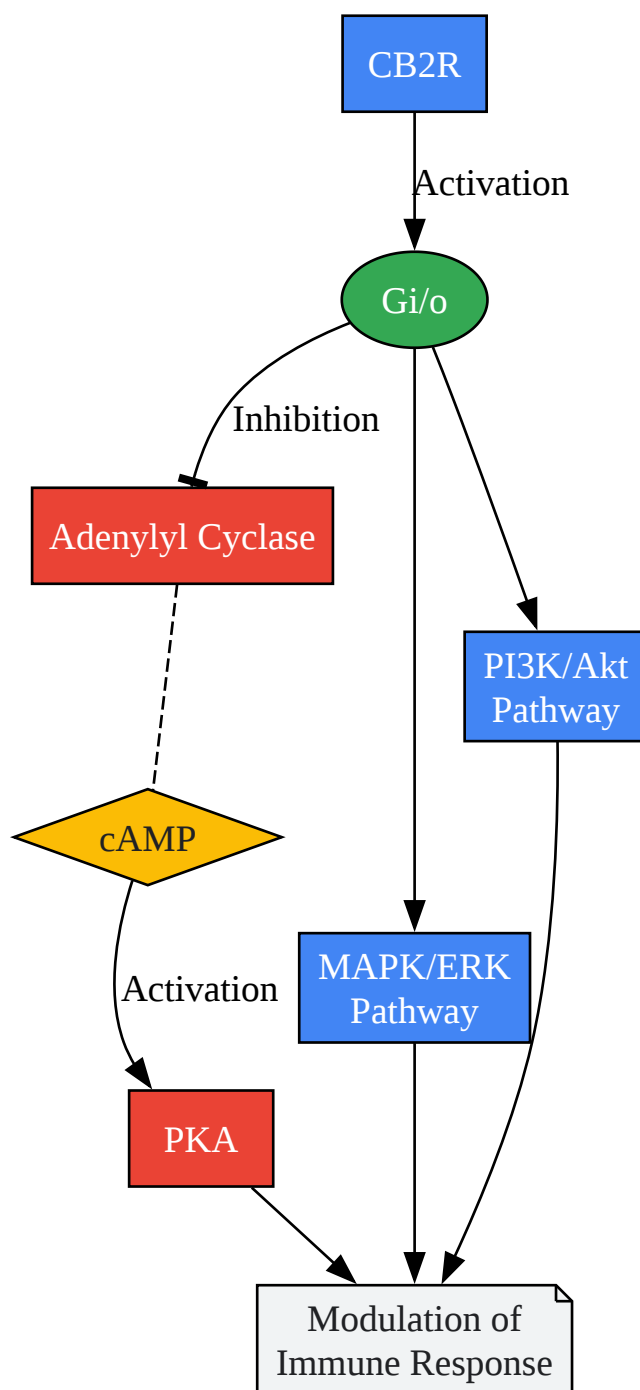 CB2R
Activation
Gi/o
Inhibition
Adenylyl Cyclase
PI3K/Akt
Pathway
cAMP
MAPK/ERK
Pathway
Activation
PKA
Modulation of
Immune Response